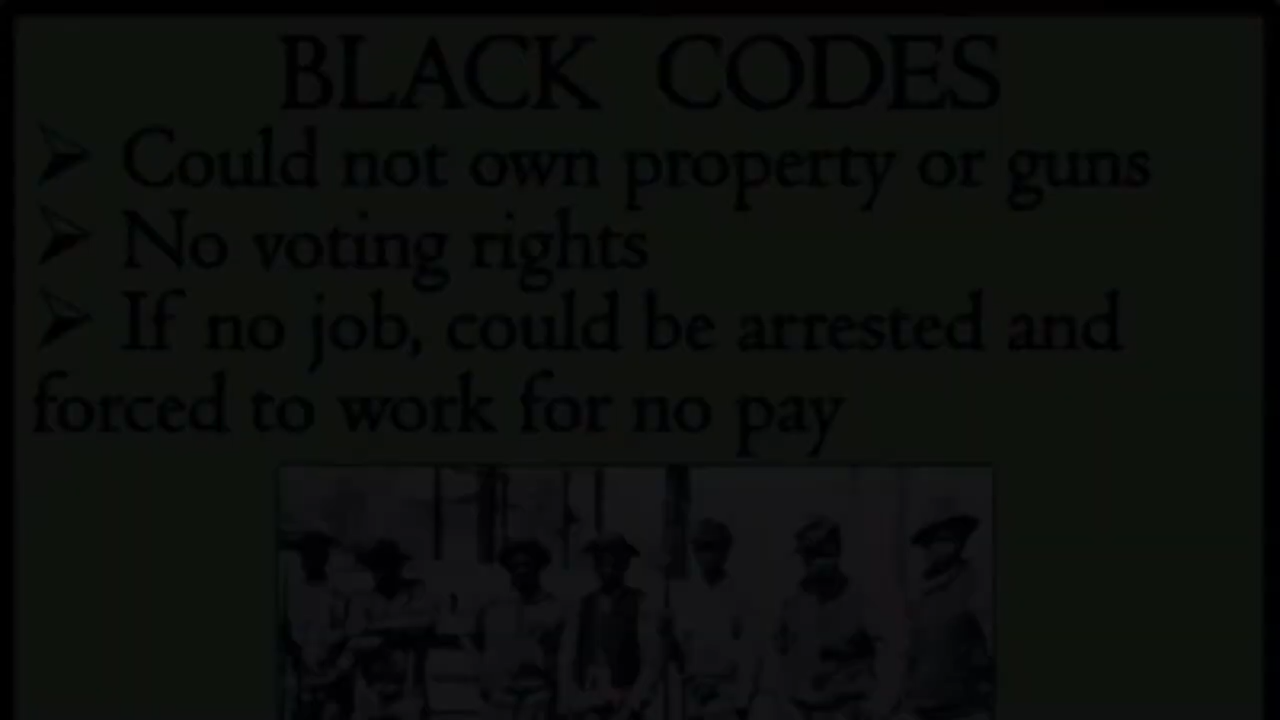 BLACK CODES
➢ Could not own property or guns
➢ No voting rights
➢ If no job, could be arrested and
forced to work for no pay